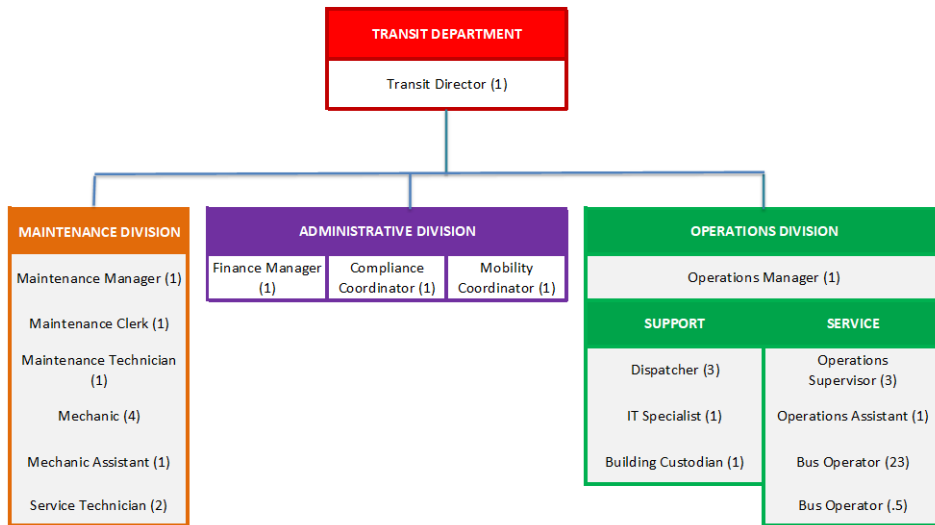 TRANSIT DEPARTMENT
Transit Director (1)
MAINTENANCE DIVISION
Maintenance Manager (1)
Maintenance Clerk (1)
Maintenance Technician
(1)
Mechanic (4)
Mechanic Assistant (1)
Service Technician (2)
ADMINISTRATIVE DIVISION
Finance Manager
(1)
Compliance
Coordinator (1)
Mobility
Coordinator (1)
OPERATIONS DIVISION
Operations Manager (1)
SUPPORT
Dispatcher (3)
IT Specialist (1)
Building Custodian (1)
SERVICE
Operations
Supervisor (3)
Operations Assistant (1)
Bus Operator (23)
Bus Operator (.5)